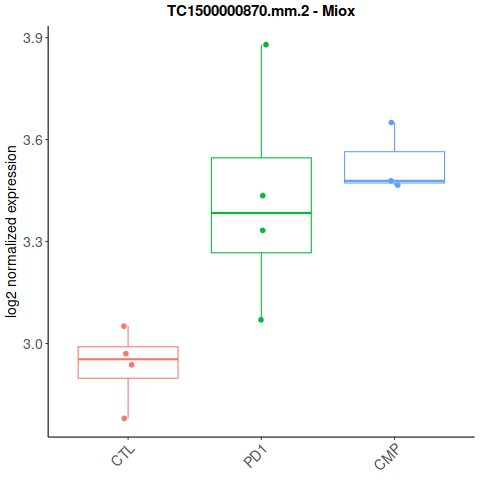 TC1500000870.mm.2 - Miox
log2 normalized expression
3.9
3.6
3.3
3.0
CTL
PD1
CMP